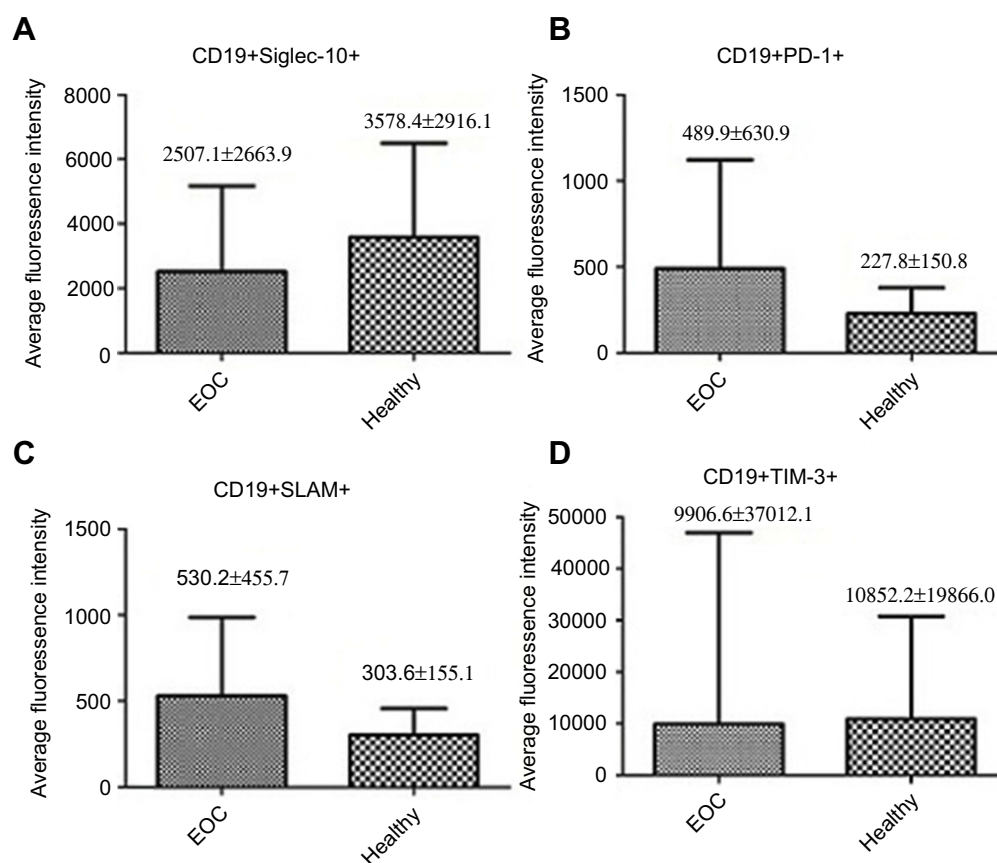 A
CD19+Siglec-10+
Average fluoressence intensity
8000
6000
4000
2000
0
2507.1±2663.9
3578.4±2916.1
EOC
Healthy
B
CD19+PD-1+
Average fluoressence intensity
1500
1000
500
0
489.9±630.9
227.8±150.8
EOC
Healthy
C
CD19+SLAM+
Average fluoressence intensity
1500
1000
500
0
530.2±455.7
303.6±155.1
EOC
Healthy
D
CD19+TIM-3+
Average fluoressence intensity
50000
40000
30000
20000
10000
0
9906.6±37012.1
10852.2±19866.0
EOC
Healthy